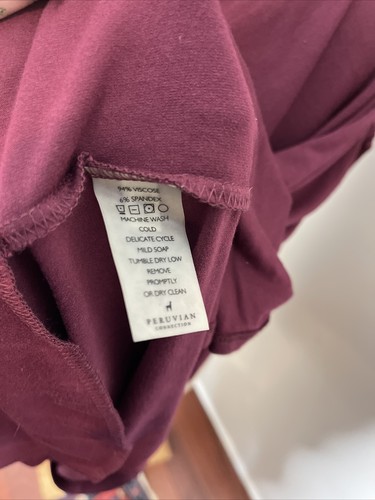 94% VISCOSE
6% SPANDEX
MACHINE WASH
COLD
DELICATE CYCLE
MILD SOAP
TUMBLE DRY LOW
REMOVE
PROMPTLY
OR DRY CLEAN
PERUVIAN
CONNECTION